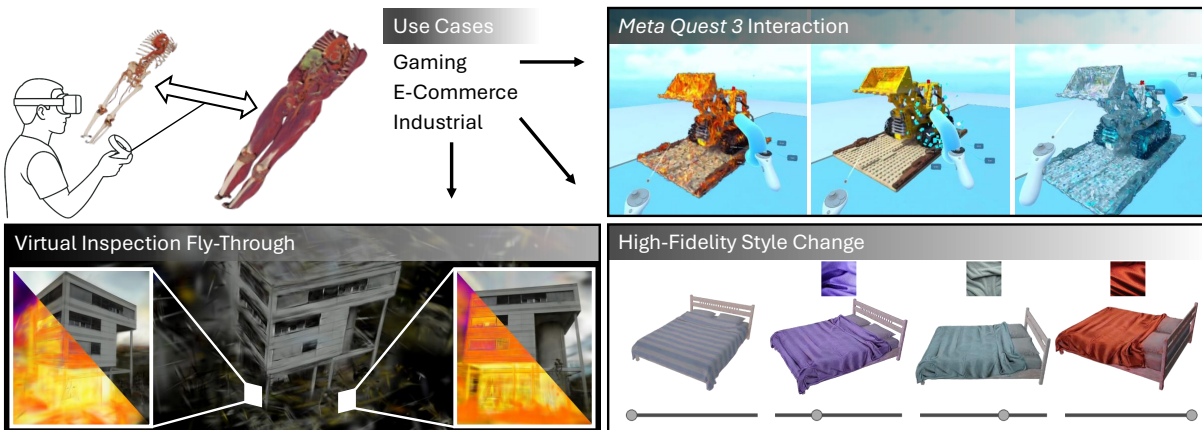 Use Cases
Gaming
E-Commerce
Industrial
Meta Quest 3 Interaction
Virtual Inspection Fly-Through
High-Fidelity Style Change